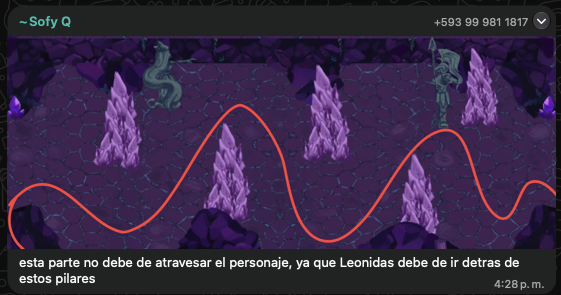 ~Sofy Q
+593 99 981 1817
esta parte no debe de atravesar el personaje, ya que Leonidas debe de ir detras de
estos pilares
4:28 p. m.